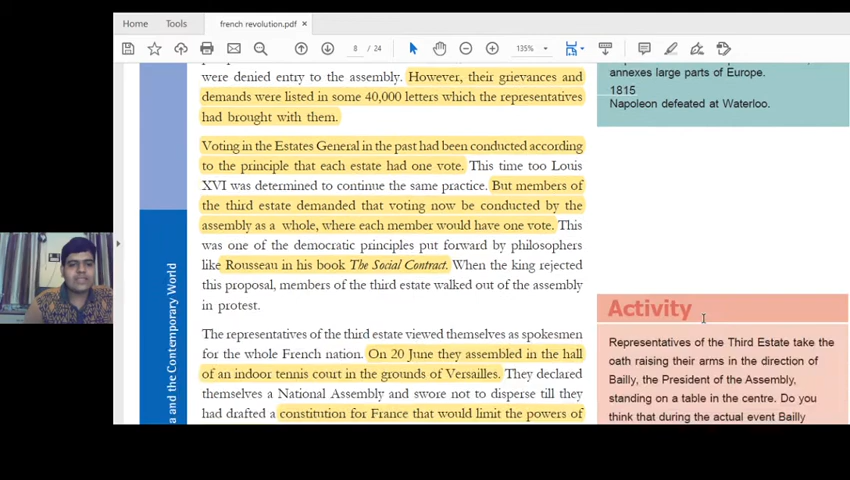 Home Tools french revolution.pdf ×
8 / 24 135%
were denied entry to the assembly. However, their grievances and
demands were listed in some 40,000 letters which the representatives
had brought with them.
Voting in the Estates General in the past had been conducted according
to the principle that each estate had one vote. This time too Louis
XVI was determined to continue the same practice. But members of
the third estate demanded that voting now be conducted by the
assembly as a whole, where each member would have one vote. This
was one of the democratic principles put forward by philosophers
like Rousseau in his book The Social Contract. When the king rejected
this proposal, members of the third estate walked out of the assembly
in protest.
The representatives of the third estate viewed themselves as spokesmen
for the whole French nation. On 20 June they assembled in the hall
of an indoor tennis court in the grounds of Versailles. They declared
themselves a National Assembly and swore not to disperse till they
had drafted a constitution for France that would limit the powers of
annexes large parts of Europe.
1815
Napoleon defeated at Waterloo.
Activity
Representatives of the Third Estate take the
oath raising their arms in the direction of
Bailly, the President of the Assembly,
standing on a table in the centre. Do you
think that during the actual event Bailly
a and the Contemporary World